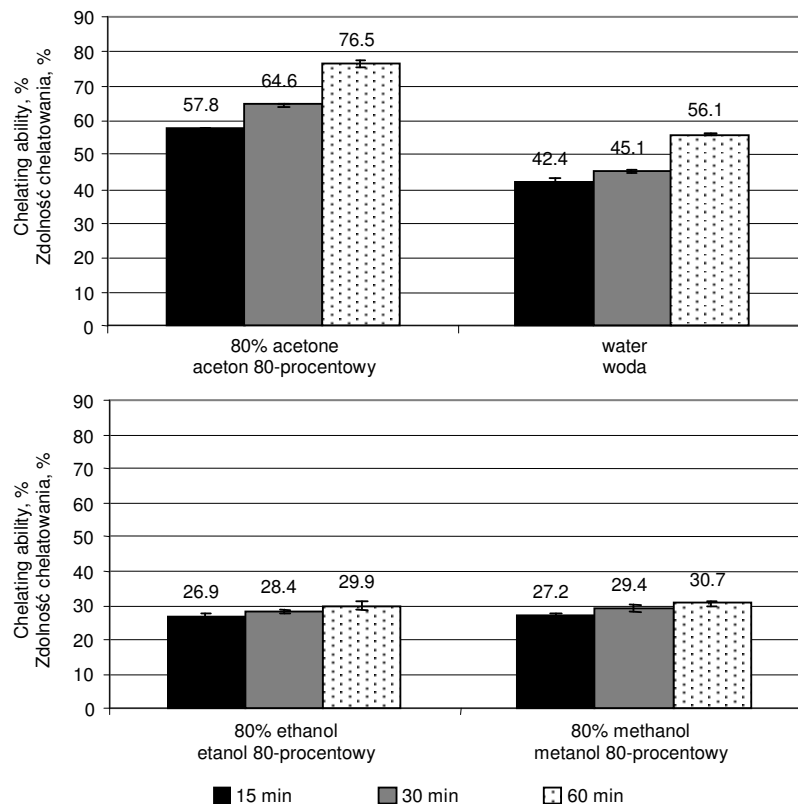 Chelating ability, %
Zdolność chelatowania, %
90
80
70
60
50
40
30
20
10
0
57.8
64.6
76.5
42.4
45.1
56.1
80% acetone
aceton 80-procentowy
water
woda
Chelating ability, %
Zdolność chelatowania, %
90
80
70
60
50
40
30
20
10
0
26.9
28.4
29.9
27.2
29.4
30.7
80% ethanol
etanol 80-procentowy
80% methanol
metanol 80-procentowy
15 min
30 min
60 min